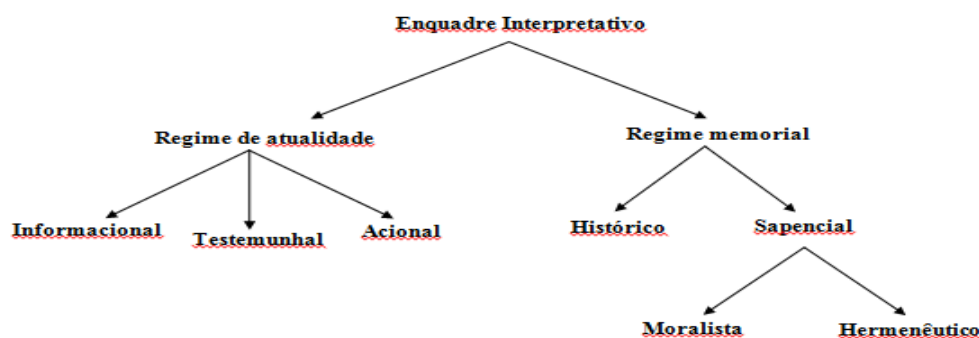 Enquadre Interpretativo
Regime de atualidade
Regime memorial
Informacional
Testemunhal
Acional
Histórico
Sapencial
Moralista
Hermenêutico